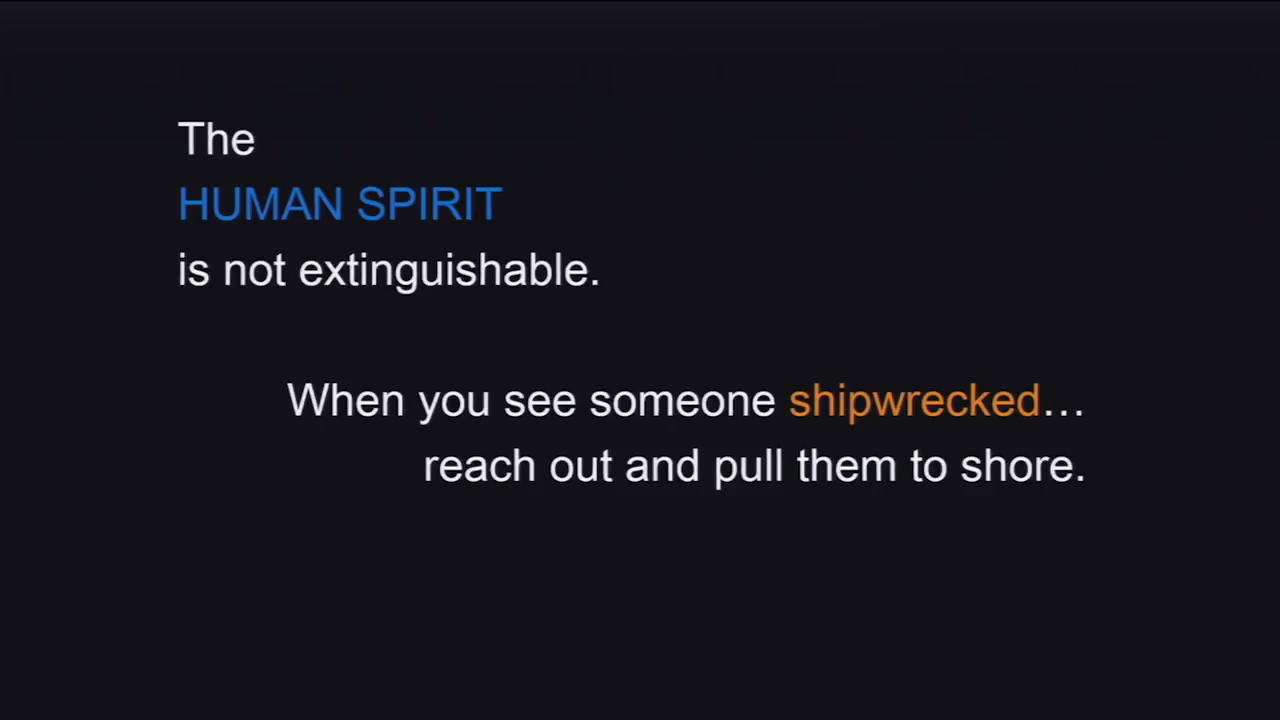 The
HUMAN SPIRIT
is not extinguishable.
When you see someone shipwrecked…
reach out and pull them to shore.